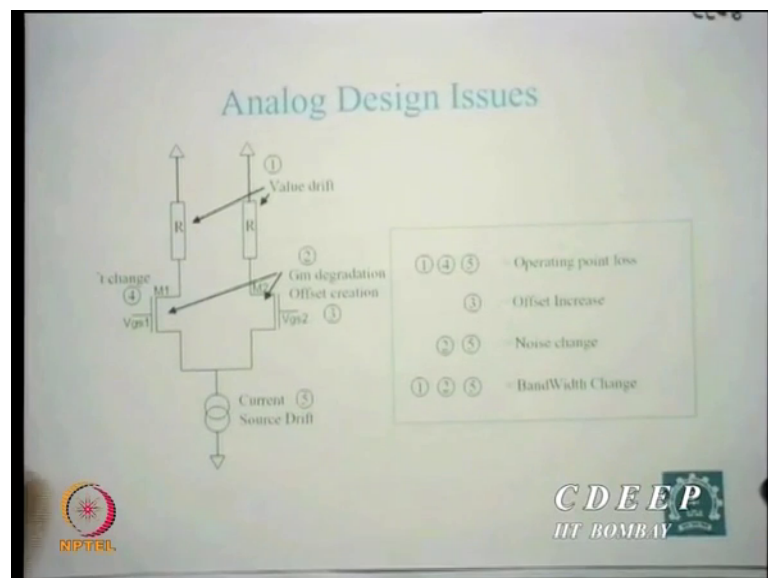 Analog Design Issues
①
Value drift
R
R
②
Gm degradation
Offset creation
③
change
④
M1
M2
Vgs1
Vgs2
Current ⑤
Source Drift
① ④ ⑤ Operating point loss
③ Offset Increase
② ⑤ Noise change
① ② ⑤ BandWidth Change
CDEEP
IIT BOMBAY
NPTEL